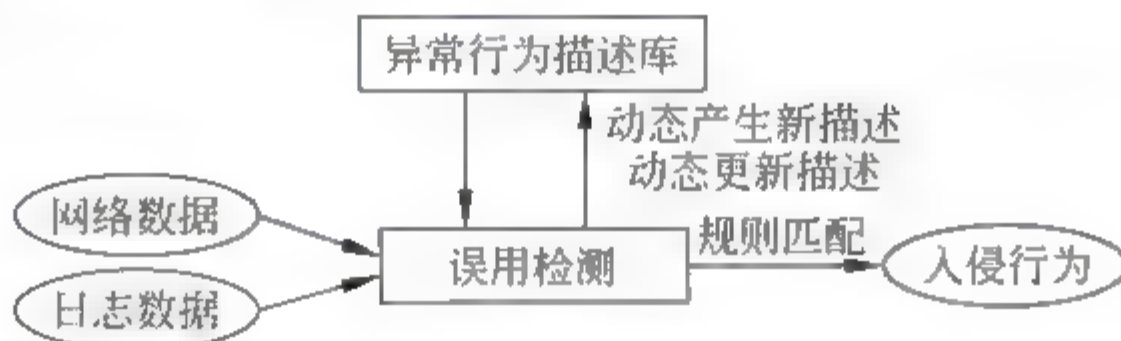 异常行为描述库
动态产生新描述
动态更新描述
网络数据
规则匹配
误用检测
入侵行为
日志数据